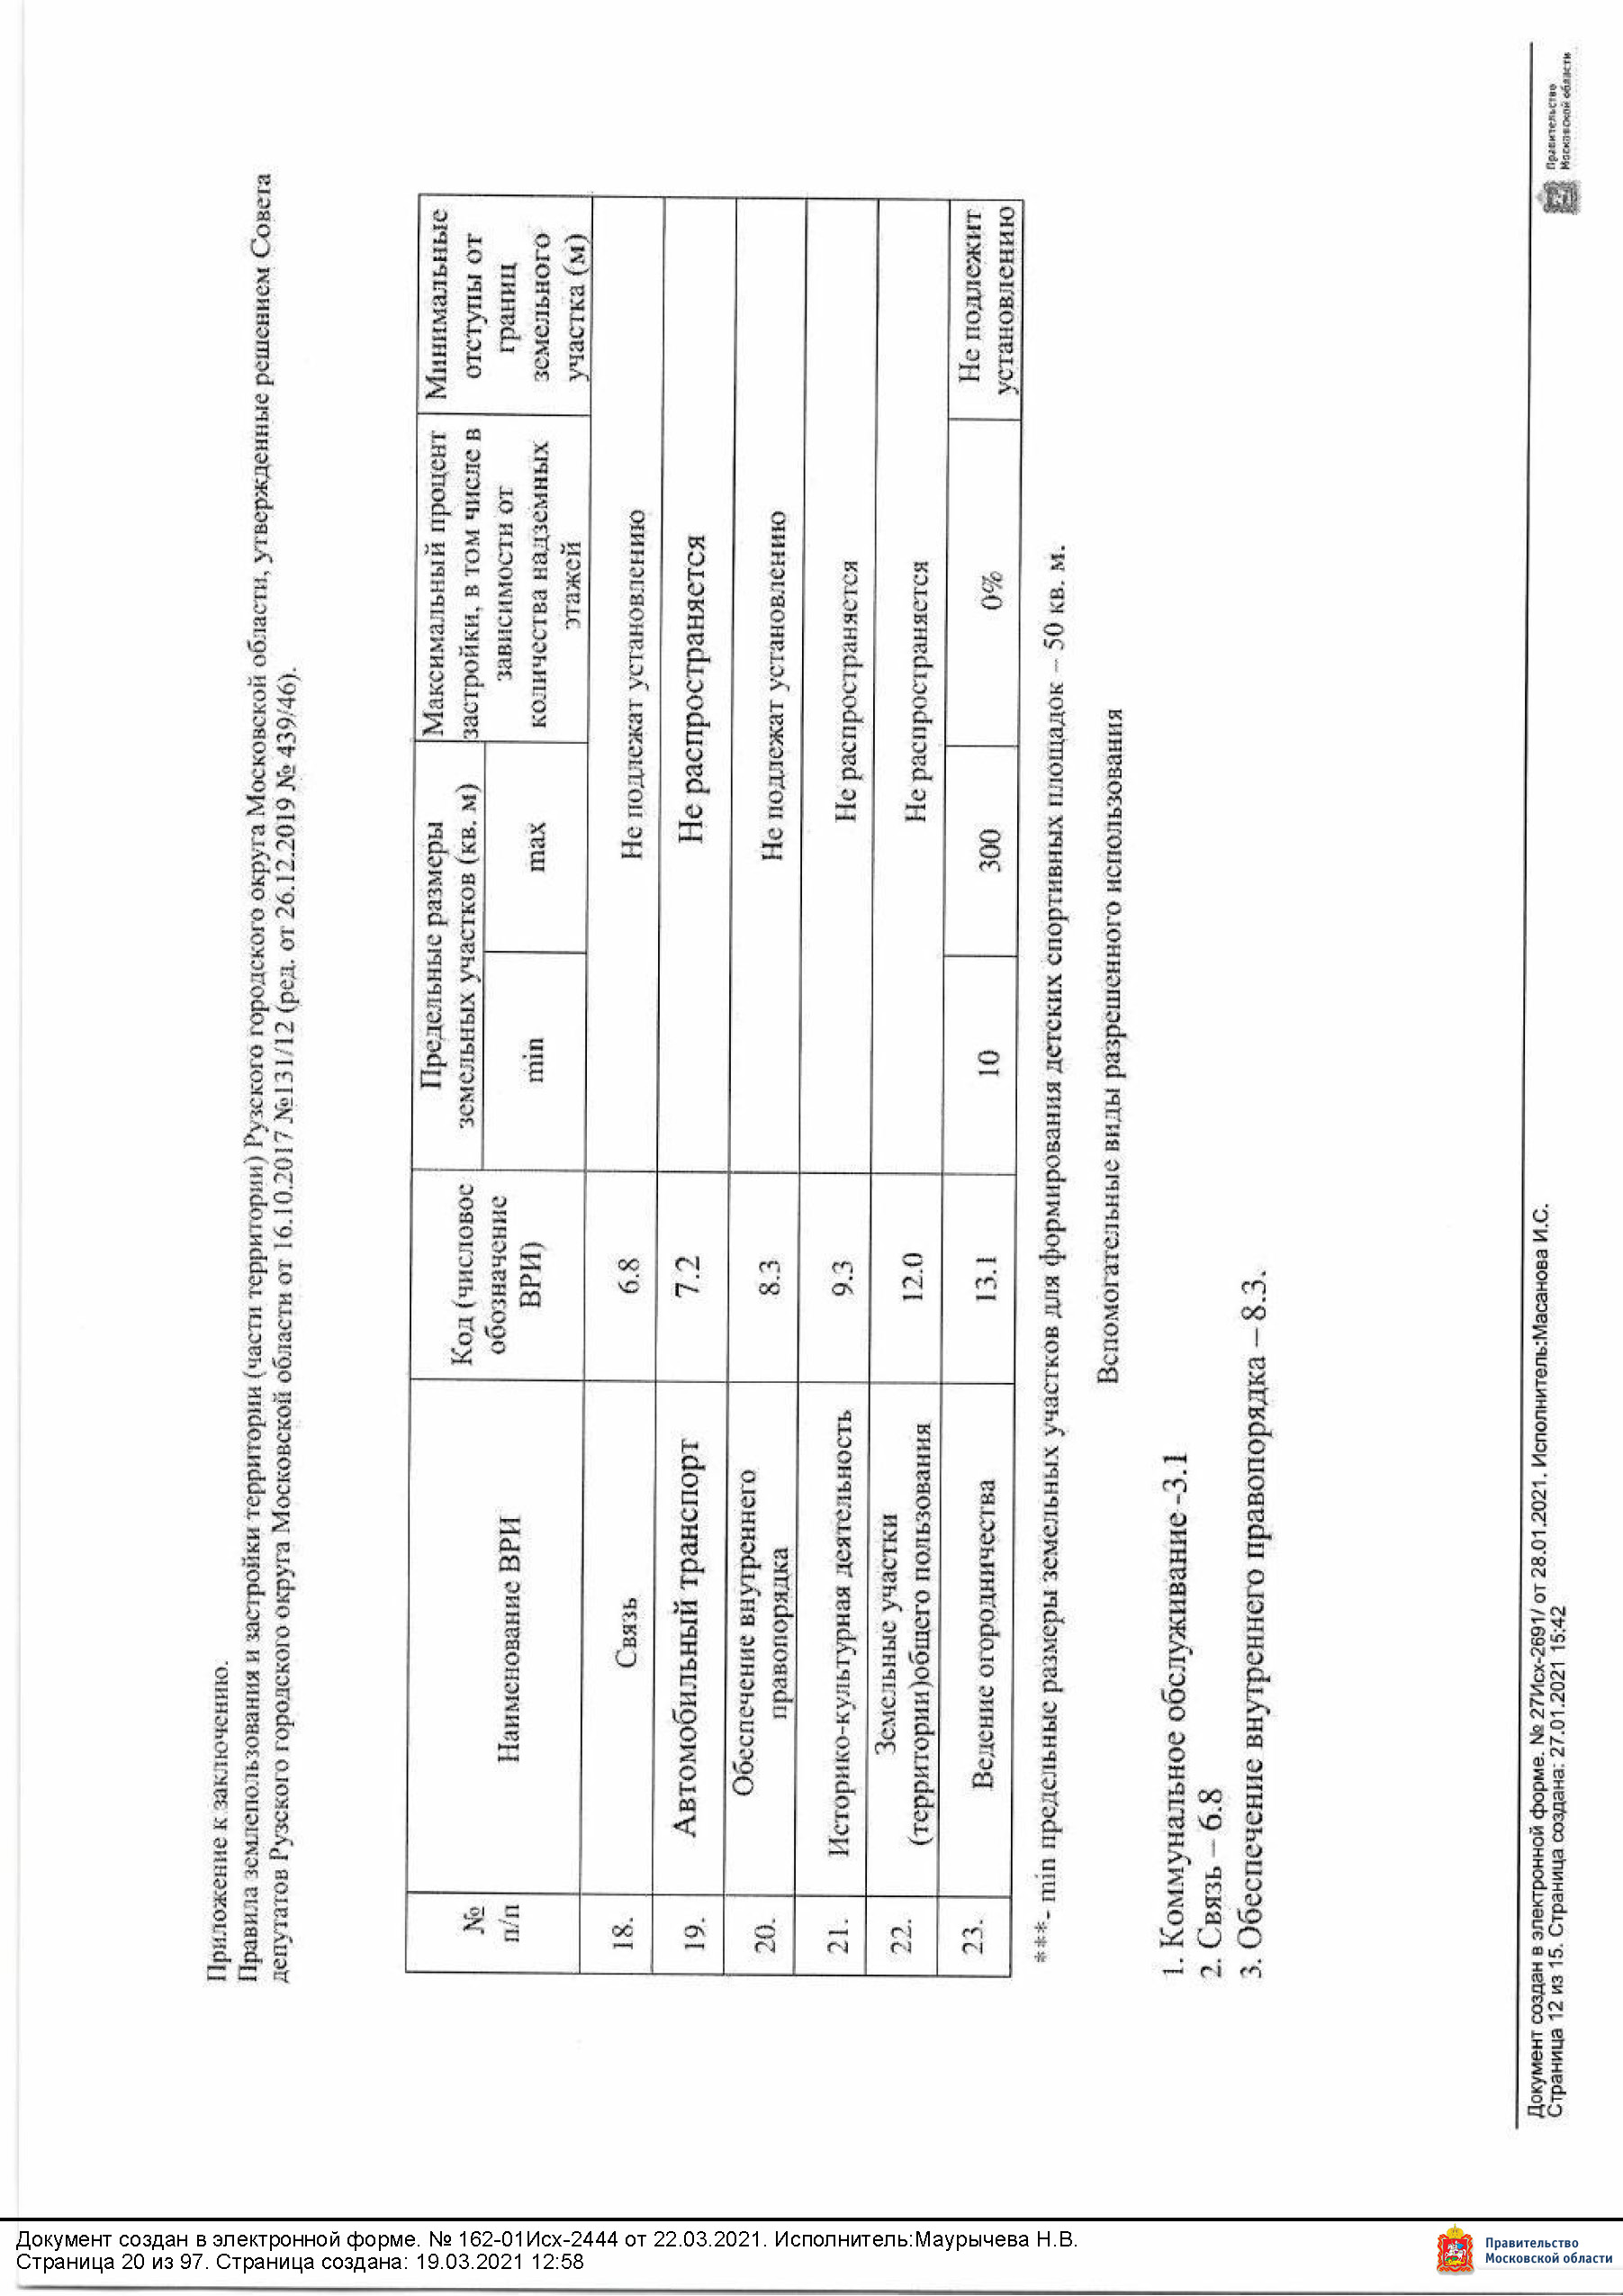 Приложение к заключению.
Правила землепользования и застройки территории (части территории) Рузского городского округа Московской области, утвержденные решением Совета
депутатов Рузского городского округа Московской области от 16.10.2017 №131/12 (ред. от 26.12.2019 № 439/46).
№ п/п
Наименование ВРИ
Код (числовое обозначение ВРИ)
Предельные размеры земельных участков (кв. м)
min
max
Максимальный процент застройки, в том числе в зависимости от количества надземных этажей
Минимальные отступы от границ земельного участка (м)
18. Связь 6.8 Не подлежат установлению
19. Автомобильный транспорт 7.2 Не распространяется
20. Обеспечение внутреннего правопорядка 8.3 Не подлежат установлению
21. Историко-культурная деятельность 9.3 Не распространяется
22. Земельные участки (территории)общего пользования 12.0 Не распространяется
23. Ведение огородничества 13.1 10 300 0% Не подлежит установлению
***- min предельные размеры земельных участков для формирования детских спортивных площадок – 50 кв. м.
Вспомогательные виды разрешенного использования
1. Коммунальное обслуживание -3.1
2. Связь – 6.8
3. Обеспечение внутреннего правопорядка – 8.3.
Документ создан в электронной форме. № 27Исх-2691/ от 28.01.2021. Исполнитель:Масанова И.С.
Страница 12 из 15. Страница создана: 27.01.2021 15:42
Правительство
Московской области
Документ создан в электронной форме. № 162-01Исх-2444 от 22.03.2021. Исполнитель:Маурычева Н.В.
Страница 20 из 97. Страница создана: 19.03.2021 12:58
Правительство
Московской области